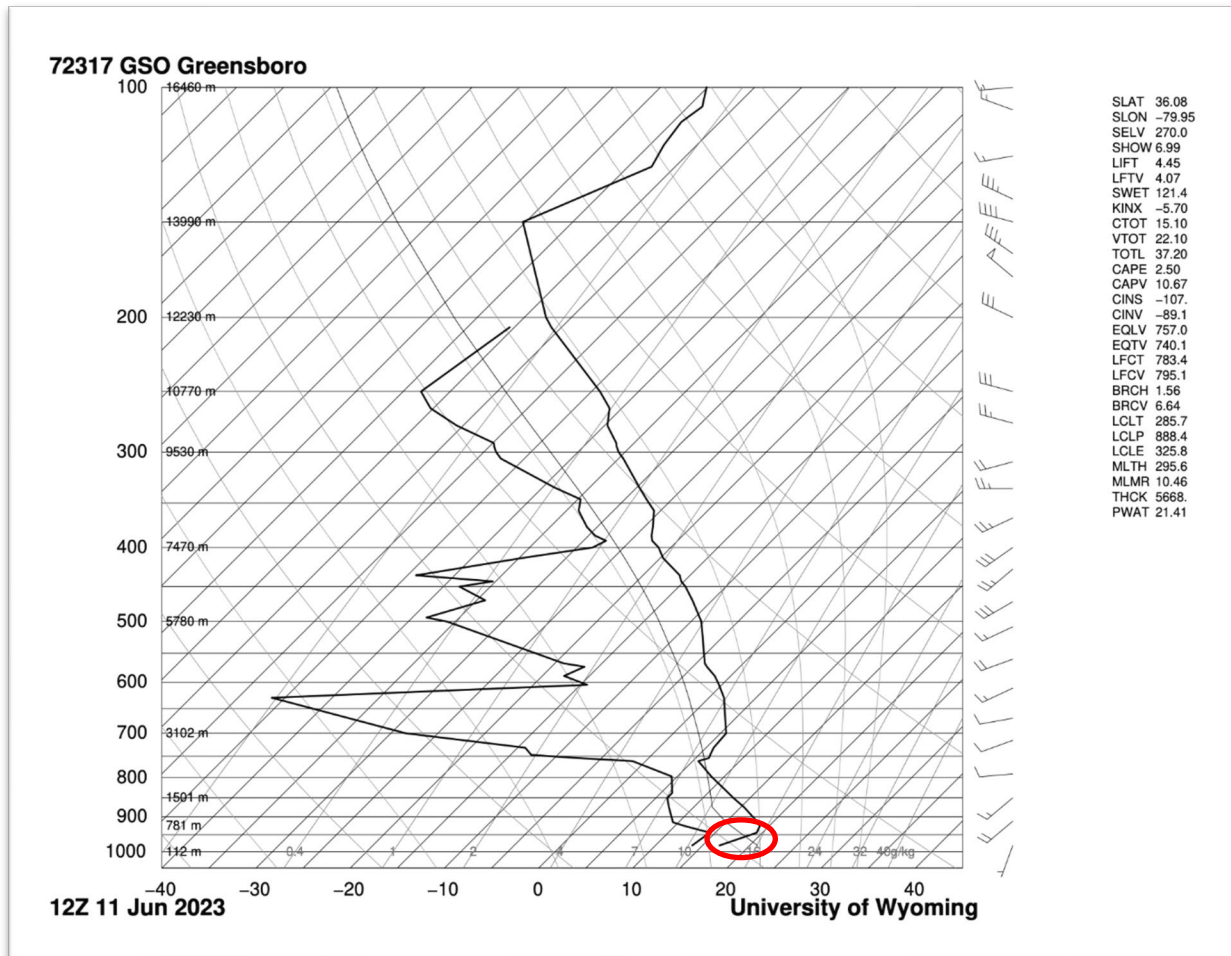 72317 GSO Greensboro
100
16460 m
13990 m
200
12230 m
10770 m
300
9530 m
400
7470 m
500
5780 m
600
700
3102 m
800
1501 m
900
781 m
1000
112 m
0.4
1
2
4
7
10
16
24
32
40g/kg
−40
−30
−20
−10
0
10
20
30
40
12Z 11 Jun 2023
University of Wyoming
SLAT 36.08
SLON −79.95
SELV 270.0
SHOW 6.99
LIFT 4.45
LFTV 4.07
SWET 121.4
KINX −5.70
CTOT 15.10
VTOT 22.10
TOTL 37.20
CAPE 2.50
CAPV 10.67
CINS −107.
CINV −89.1
EQLV 757.0
EQTV 740.1
LFCT 783.4
LFCV 795.1
BRCH 1.56
BRCV 6.64
LCLT 285.7
LCLP 888.4
LCLE 325.8
MLTH 295.6
MLMR 10.46
THCK 5668.
PWAT 21.41